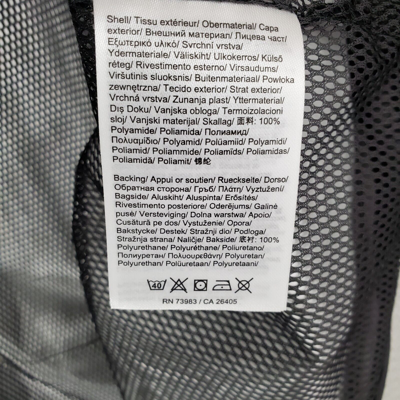 Shell/ Tissu extérieur/ Obermaterial/ Capa
exterior/ Внешний материал/ Лицева част/
Εξωτερικό υλικό/ Svrchní vrstva/
Ydermateriale/ Väliskiht/ Ulkokerros/ Külső
réteg/ Rivestimento esterno/ Virsaudums/
Viršutinis sluoksnis/ Buitenmateriaal/ Powłoka
zewnętrzna/ Tecido exterior/ Strat exterior/
Vrchná vrstva/ Zunanja plast/ Yttermaterial/
Dış Doku/ Vanjska obloga/ Termoizolacioni
sloj/ Vanjski materijal/ Skallag/ 面料: 100%
Polyamide/ Poliamida/ Полиамид/
Πολυαμίδιο/ Polyamid/ Polüamiid/ Polyamidi/
Poliamid/ Poliammide/ Poliamīds/ Poliamidas/
Poliamidă/ Poliamit/ 锦纶
Backing/ Appui or soutien/ Rueckseite/ Dorso/
Обратная сторона/ Гръб/ Πλάτη/ Vyztužení/
Bagside/ Aluskiht/ Aluspinta/ Erősítés/
Rivestimento posteriore/ Oderējums/ Galinė
pusė/ Versteviging/ Dolna warstwa/ Apoio/
Cusătură pe dos/ Vystuženie/ Opora/
Bakstycke/ Destek/ Stražnji dio/ Podloga/
Stražnja strana/ Naličje/ Bakside/ 底衬: 100%
Polyurethane/ Polyuréthane/ Poliuretano/
Полиуретан/ Πολυουρεθάνη/ Polyuretan/
Polyurethan/ Polüuretaan/ Polyuretaani/
40
RN 73983 / CA 26405